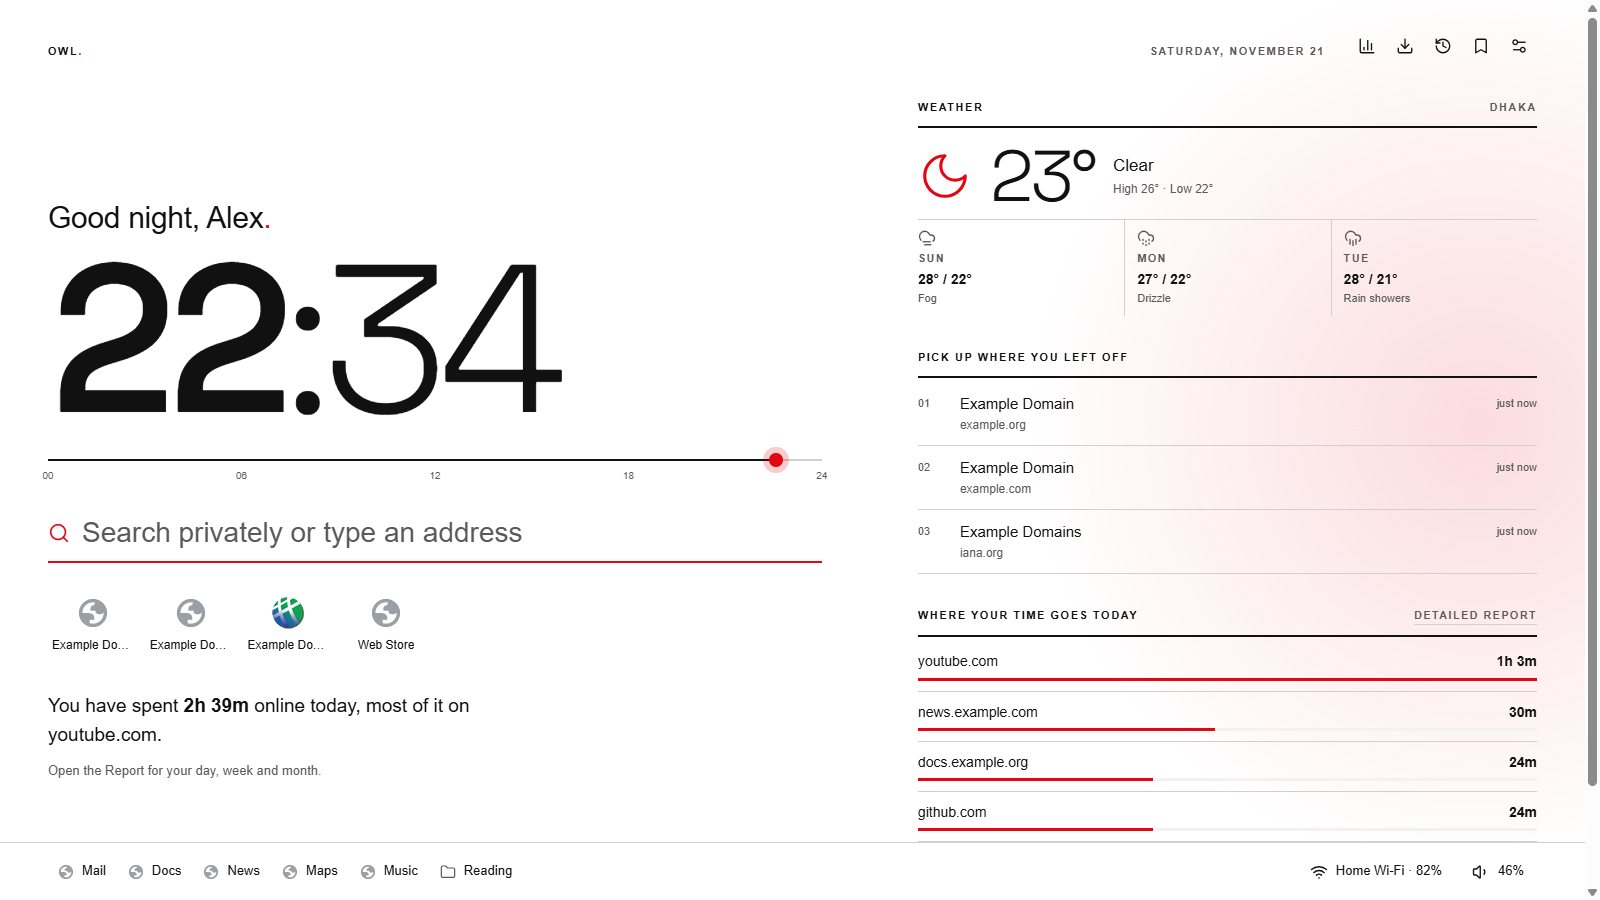 OWL.
SATURDAY, NOVEMBER 21
Good night, Alex.
22:34
00 06 12 18 24
Search privately or type an address
Example Do... Example Do... Example Do... Web Store
You have spent 2h 39m online today, most of it on
youtube.com.
Open the Report for your day, week and month.
WEATHER DHAKA
23° Clear
High 26° · Low 22°
SUN MON TUE
28° / 22° 27° / 22° 28° / 21°
Fog Drizzle Rain showers
PICK UP WHERE YOU LEFT OFF
01 Example Domain just now
example.org
02 Example Domain just now
example.com
03 Example Domains just now
iana.org
WHERE YOUR TIME GOES TODAY DETAILED REPORT
youtube.com 1h 3m
news.example.com 30m
docs.example.org 24m
github.com 24m
Mail Docs News Maps Music Reading
Home Wi-Fi · 82% 46%